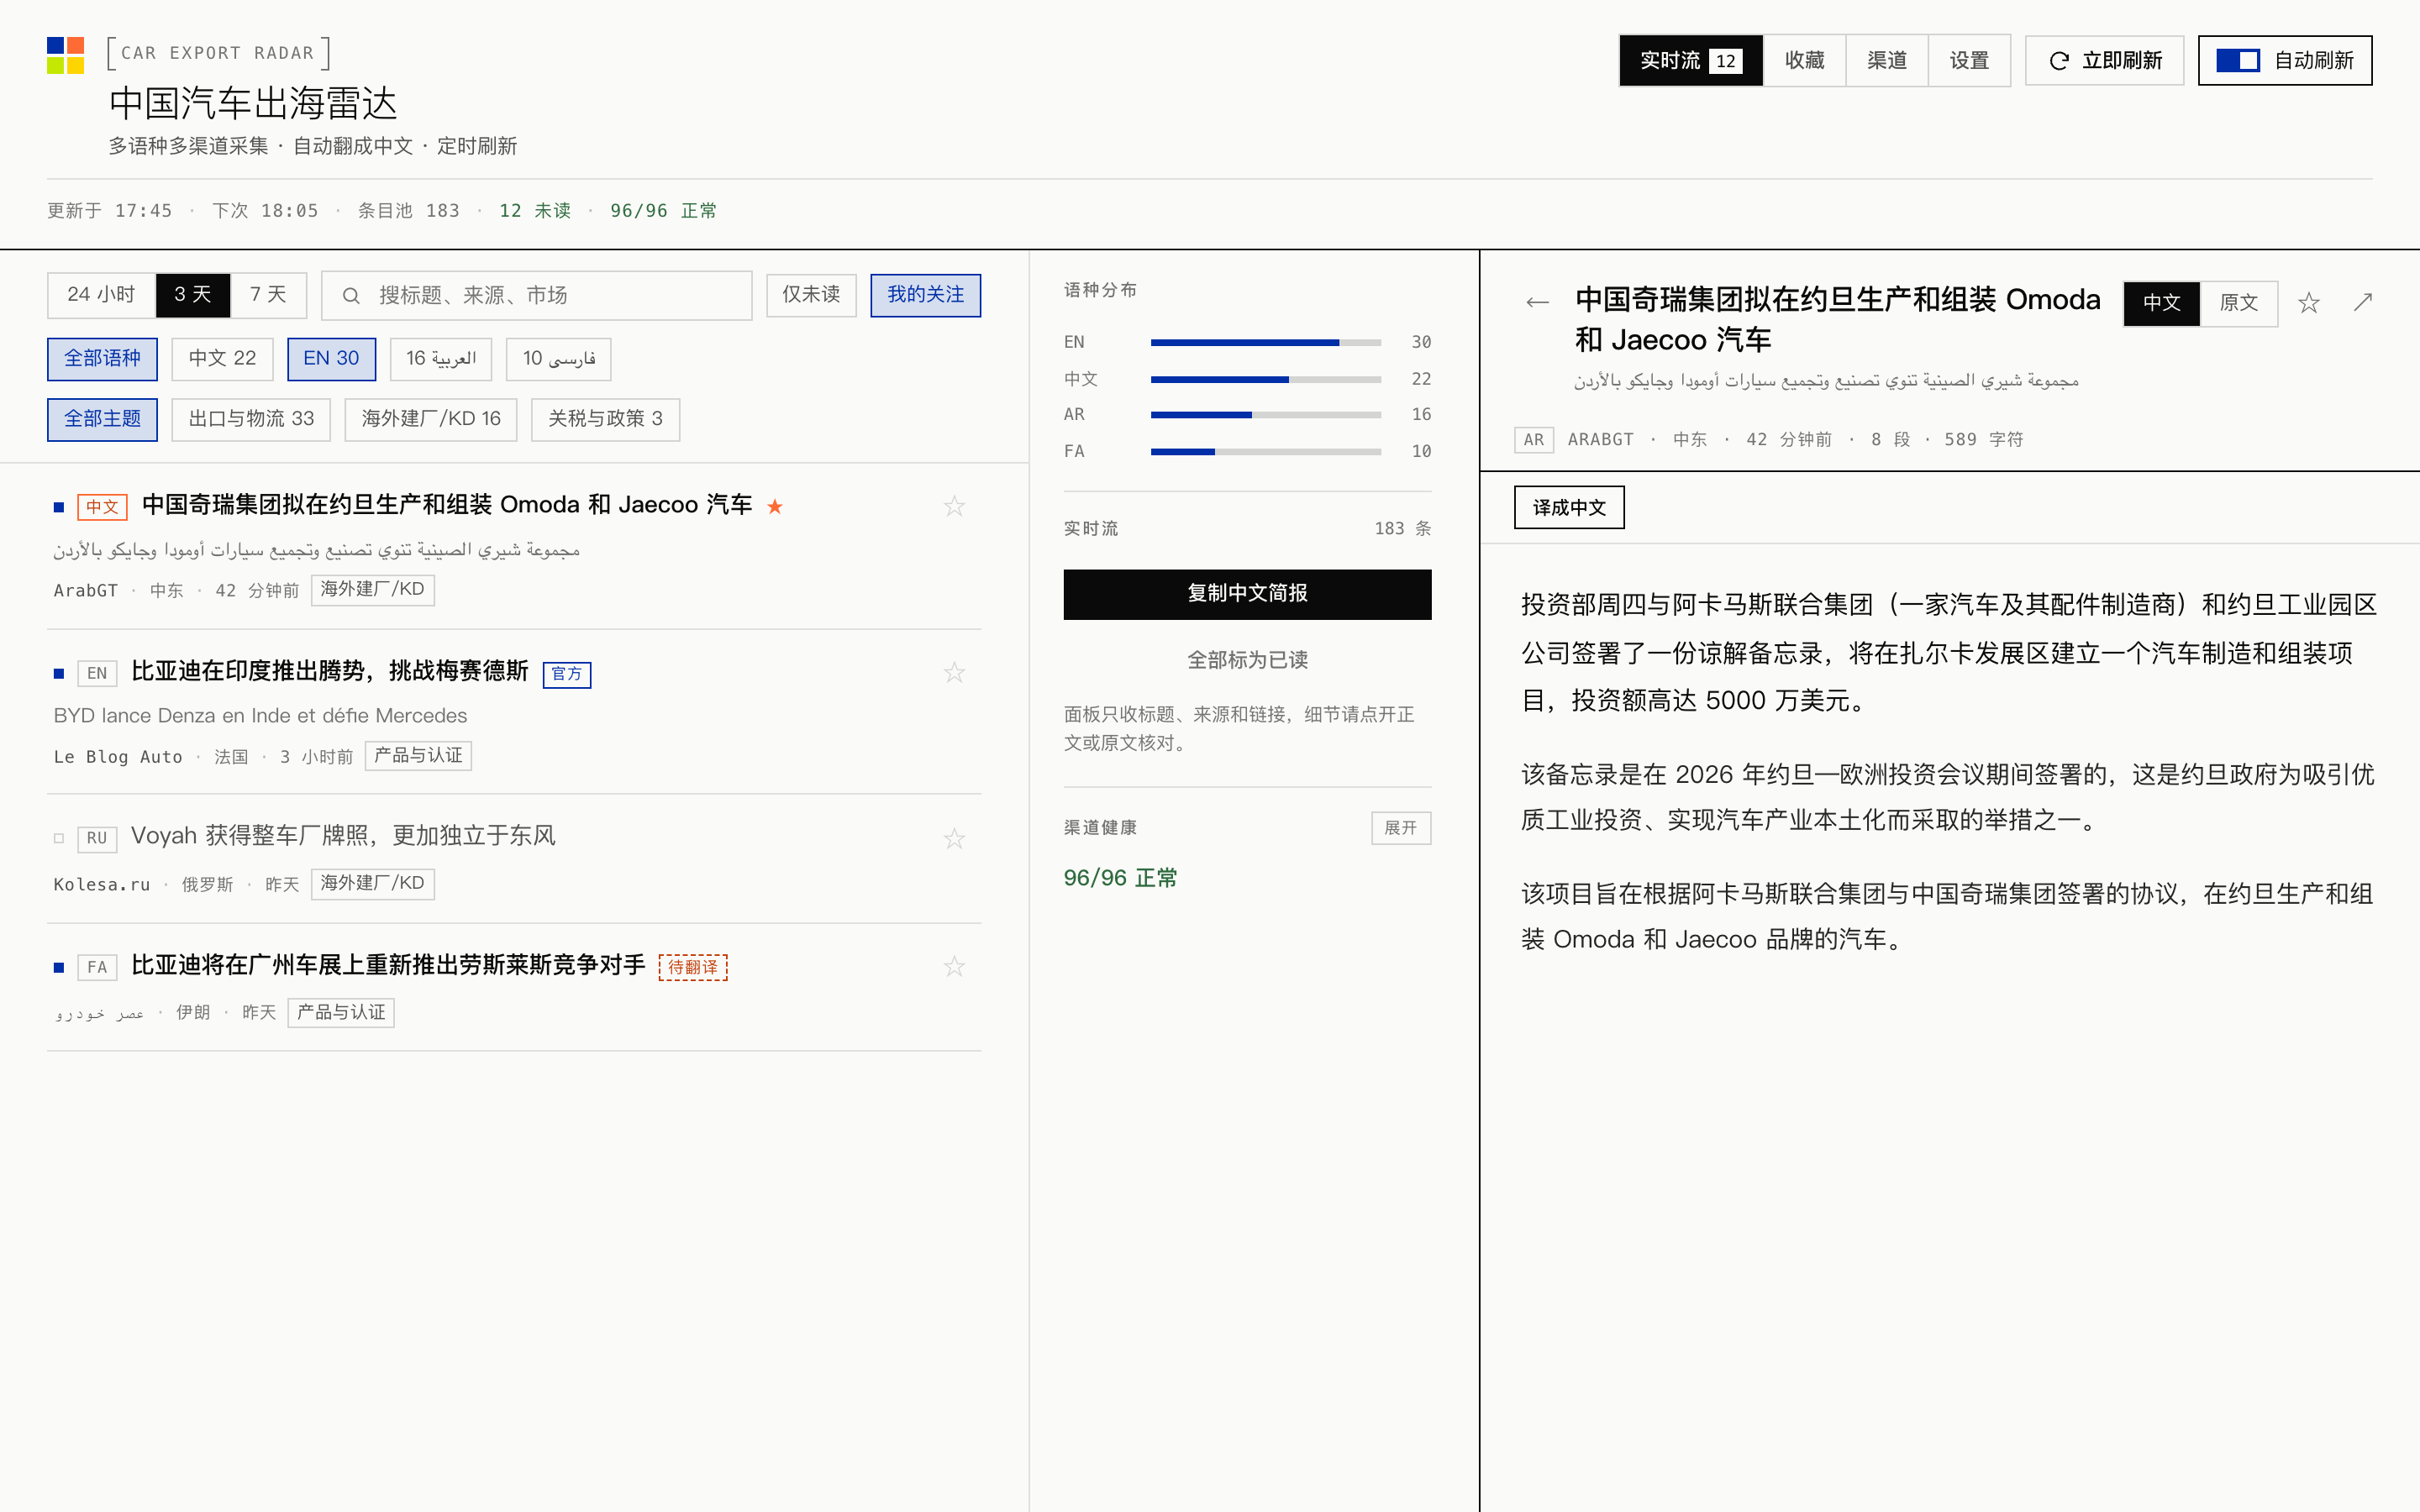 CAR EXPORT RADAR
中国汽车出海雷达
多语种多渠道采集 · 自动翻成中文 · 定时刷新
实时流 12 收藏 渠道 设置 立即刷新 自动刷新
更新于 17:45 · 下次 18:05 · 条目池 183 · 12 未读 · 96/96 正常
24 小时 3 天 7 天 搜标题、来源、市场 仅未读 我的关注
全部语种 中文 22 EN 30 العربية 16 فارسی 10
全部主题 出口与物流 33 海外建厂/KD 16 关税与政策 3
中文 中国奇瑞集团拟在约旦生产和组装 Omoda 和 Jaecoo 汽车 ★ ☆
مجموعة شيري الصينية تنوي تصنيع وتجميع سيارات أومودا وجايكو بالأردن
ArabGT · 中东 · 42 分钟前 海外建厂/KD
EN 比亚迪在印度推出腾势，挑战梅赛德斯 官方 ☆
BYD lance Denza en Inde et défie Mercedes
Le Blog Auto · 法国 · 3 小时前 产品与认证
RU Voyah 获得整车厂牌照，更加独立于东风 ☆
Kolesa.ru · 俄罗斯 · 昨天 海外建厂/KD
FA 比亚迪将在广州车展上重新推出劳斯莱斯竞争对手 待翻译 ☆
عصر خودرو · 伊朗 · 昨天 产品与认证
语种分布
EN 30
中文 22
AR 16
FA 10
实时流 183 条
复制中文简报
全部标为已读
面板只收标题、来源和链接，细节请点开正
文或原文核对。
渠道健康 展开
96/96 正常
← 中国奇瑞集团拟在约旦生产和组装 Omoda 中文 原文 ☆ ↗
和 Jaecoo 汽车
مجموعة شيري الصينية تنوي تصنيع وتجميع سيارات أومودا وجايكو بالأردن
AR ARABGT · 中东 · 42 分钟前 · 8 段 · 589 字符
译成中文
投资部周四与阿卡马斯联合集团（一家汽车及其配件制造商）和约旦工业园区
公司签署了一份谅解备忘录，将在扎尔卡发展区建立一个汽车制造和组装项
目，投资额高达 5000 万美元。
该备忘录是在 2026 年约旦—欧洲投资会议期间签署的，这是约旦政府为吸引优
质工业投资、实现汽车产业本土化而采取的举措之一。
该项目旨在根据阿卡马斯联合集团与中国奇瑞集团签署的协议，在约旦生产和组
装 Omoda 和 Jaecoo 品牌的汽车。